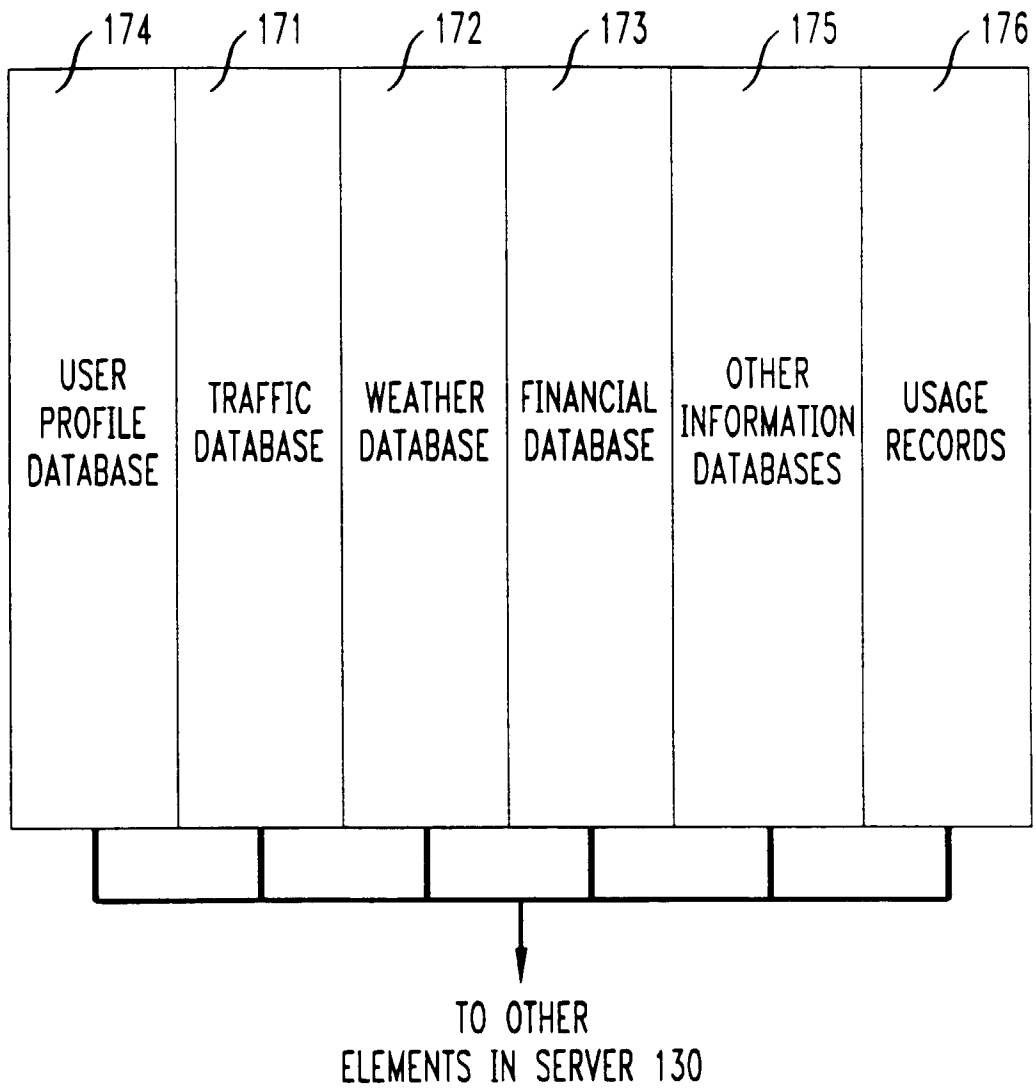 174
171
172
173
175
176
USER
PROFILE
DATABASE
TRAFFIC
DATABASE
WEATHER
DATABASE
FINANCIAL
DATABASE
OTHER
INFORMATION
DATABASES
USAGE
RECORDS
TO OTHER
ELEMENTS IN SERVER 130